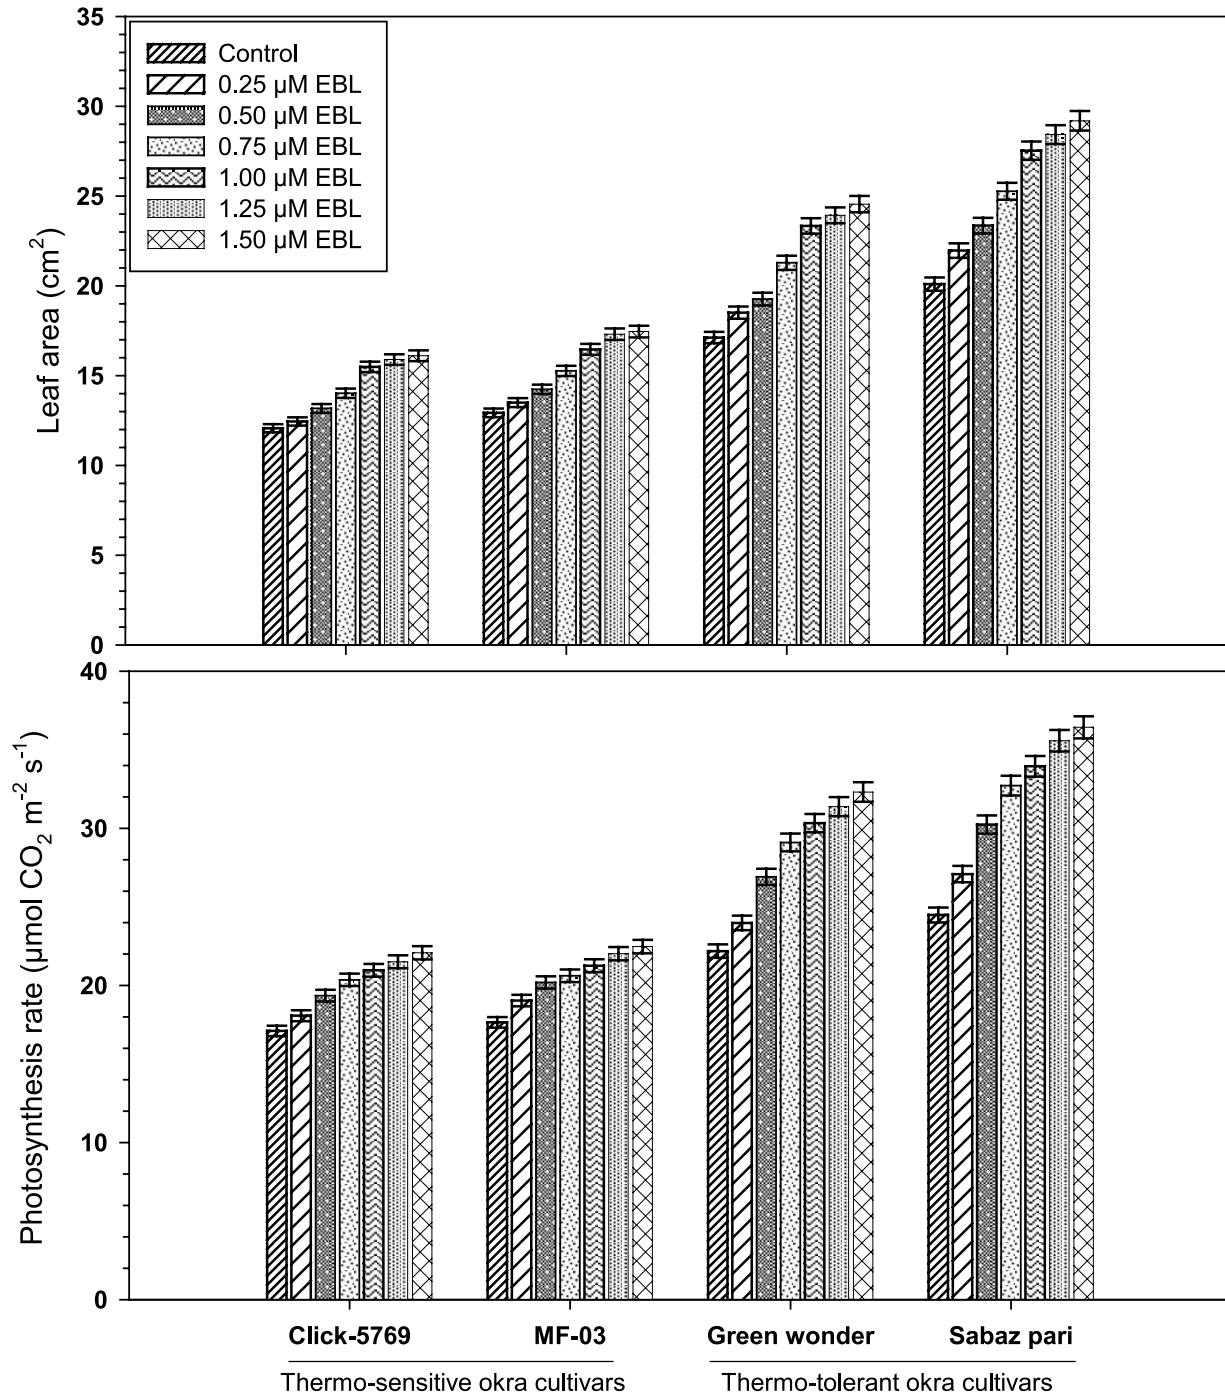 35
30
25
20
15
10
5
0
Leaf area (cm²)
Control
0.25 µM EBL
0.50 µM EBL
0.75 µM EBL
1.00 µM EBL
1.25 µM EBL
1.50 µM EBL
40
30
20
10
0
Photosynthesis rate (µmol CO₂ m⁻² s⁻¹)
Click-5769 MF-03 Green wonder Sabaz pari
Thermo-sensitive okra cultivars Thermo-tolerant okra cultivars